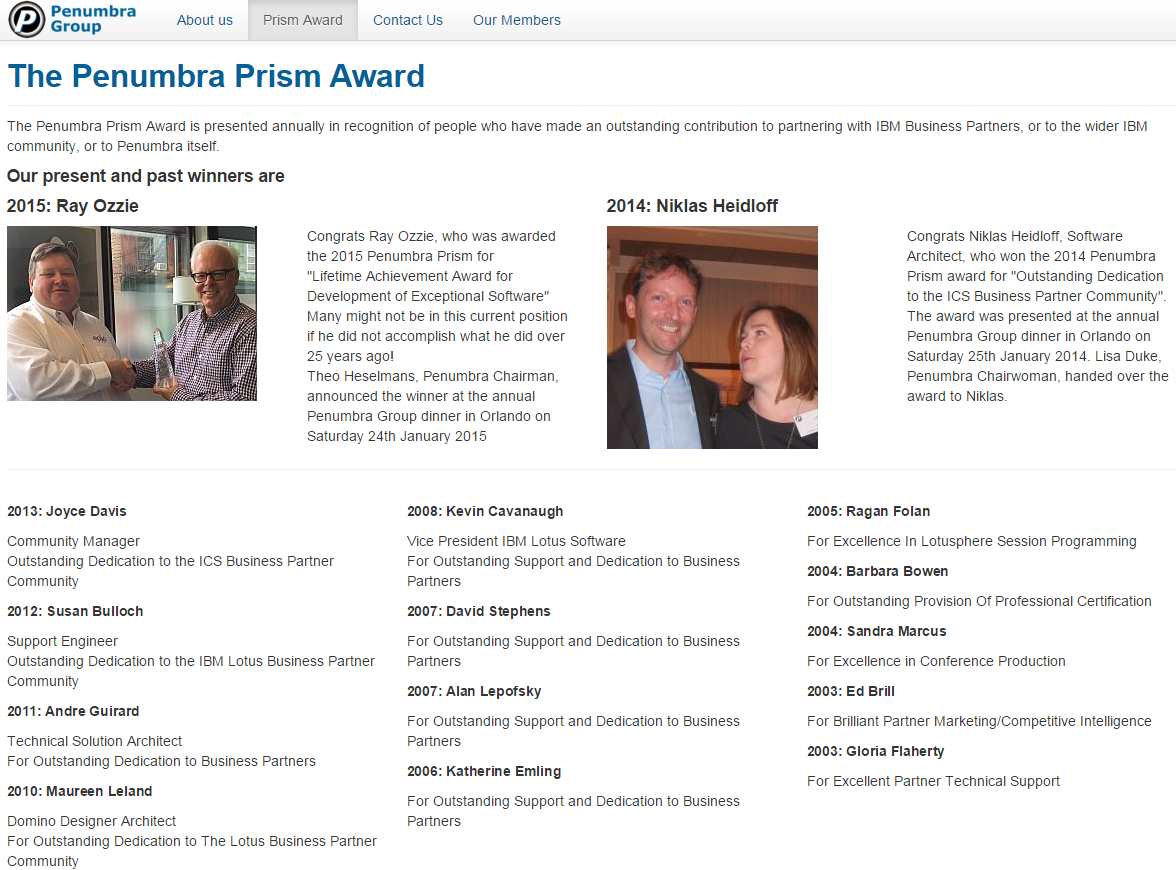 Penumbra
Group
About us
Prism Award
Contact Us
Our Members
The Penumbra Prism Award
The Penumbra Prism Award is presented annually in recognition of people who have made an outstanding contribution to partnering with IBM Business Partners, or to the wider IBM
community, or to Penumbra itself.
Our present and past winners are
2015: Ray Ozzie
Congrats Ray Ozzie, who was awarded
the 2015 Penumbra Prism for
"Lifetime Achievement Award for
Development of Exceptional Software"
Many might not be in this current position
if he did not accomplish what he did over
25 years ago!
Theo Heselmans, Penumbra Chairman,
announced the winner at the annual
Penumbra Group dinner in Orlando on
Saturday 24th January 2015
2014: Niklas Heidloff
Congrats Niklas Heidloff, Software
Architect, who won the 2014 Penumbra
Prism award for "Outstanding Dedication
to the ICS Business Partner Community".
The award was presented at the annual
Penumbra Group dinner in Orlando on
Saturday 25th January 2014. Lisa Duke,
Penumbra Chairwoman, handed over the
award to Niklas.
2013: Joyce Davis
Community Manager
Outstanding Dedication to the ICS Business Partner
Community
2012: Susan Bulloch
Support Engineer
Outstanding Dedication to the IBM Lotus Business Partner
Community
2011: Andre Guirard
Technical Solution Architect
For Outstanding Dedication to Business Partners
2010: Maureen Leland
Domino Designer Architect
For Outstanding Dedication to The Lotus Business Partner
Community
2008: Kevin Cavanaugh
Vice President IBM Lotus Software
For Outstanding Support and Dedication to Business
Partners
2007: David Stephens
For Outstanding Support and Dedication to Business
Partners
2007: Alan Lepofsky
For Outstanding Support and Dedication to Business
Partners
2006: Katherine Emling
For Outstanding Support and Dedication to Business
Partners
2005: Ragan Folan
For Excellence In Lotusphere Session Programming
2004: Barbara Bowen
For Outstanding Provision Of Professional Certification
2004: Sandra Marcus
For Excellence in Conference Production
2003: Ed Brill
For Brilliant Partner Marketing/Competitive Intelligence
2003: Gloria Flaherty
For Excellent Partner Technical Support